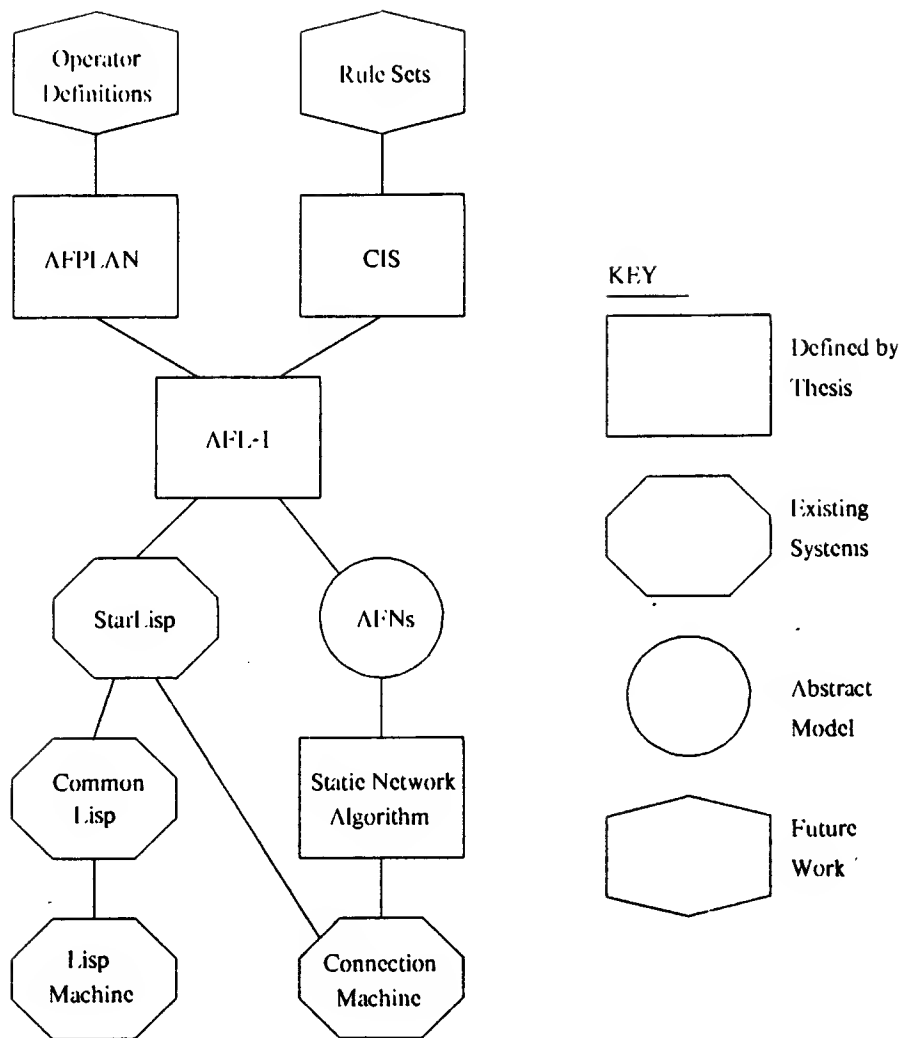 Operator
Definitions
Rule Sets
AFPLAN
CIS
AFL-1
StarLisp
AFNs
Common
Lisp
Static Network
Algorithm
Lisp
Machine
Connection
Machine
KEY
Defined by
Thesis
Existing
Systems
Abstract
Model
Future
Work